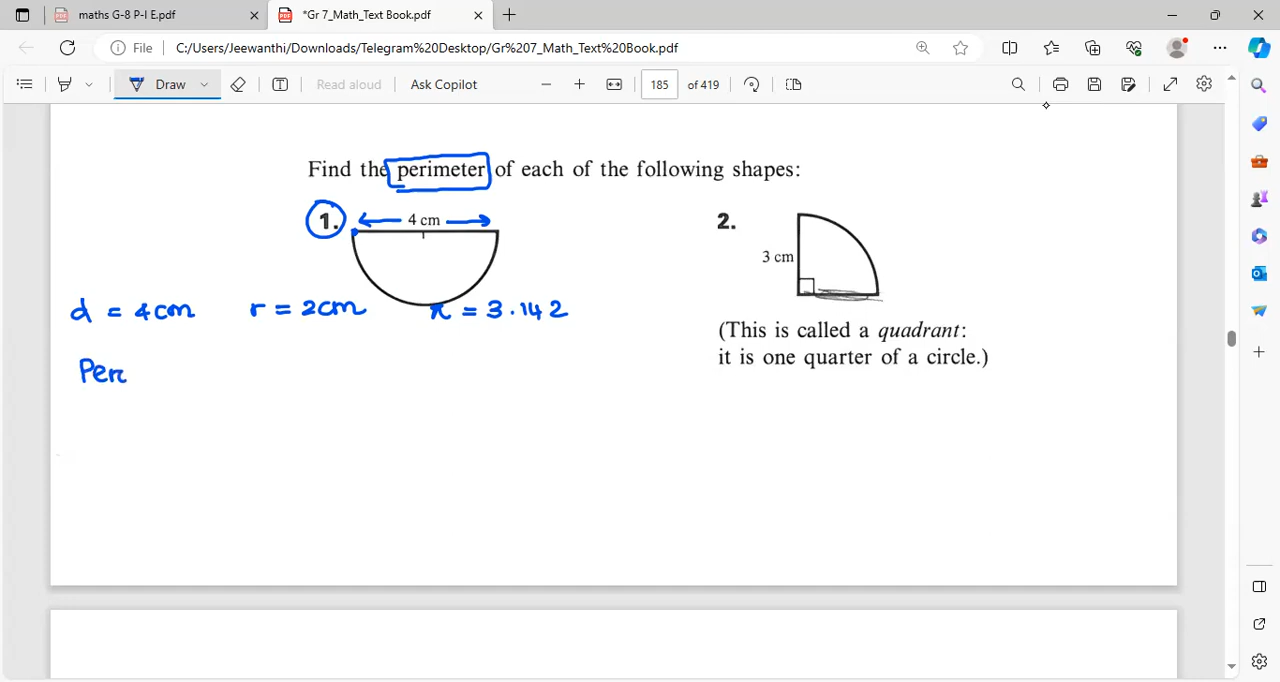 maths G-8 P-I E.pdf
*Gr 7_Math_Text Book.pdf
File
C:/Users/Jeewanthi/Downloads/Telegram%20Desktop/Gr%207_Math_Text%20Book.pdf
Draw
Read aloud
Ask Copilot
185
of 419
Find the perimeter of each of the following shapes:
1.
4 cm
2.
3 cm
d = 4cm r = 2cm π = 3.142
(This is called a quadrant:
it is one quarter of a circle.)
Per